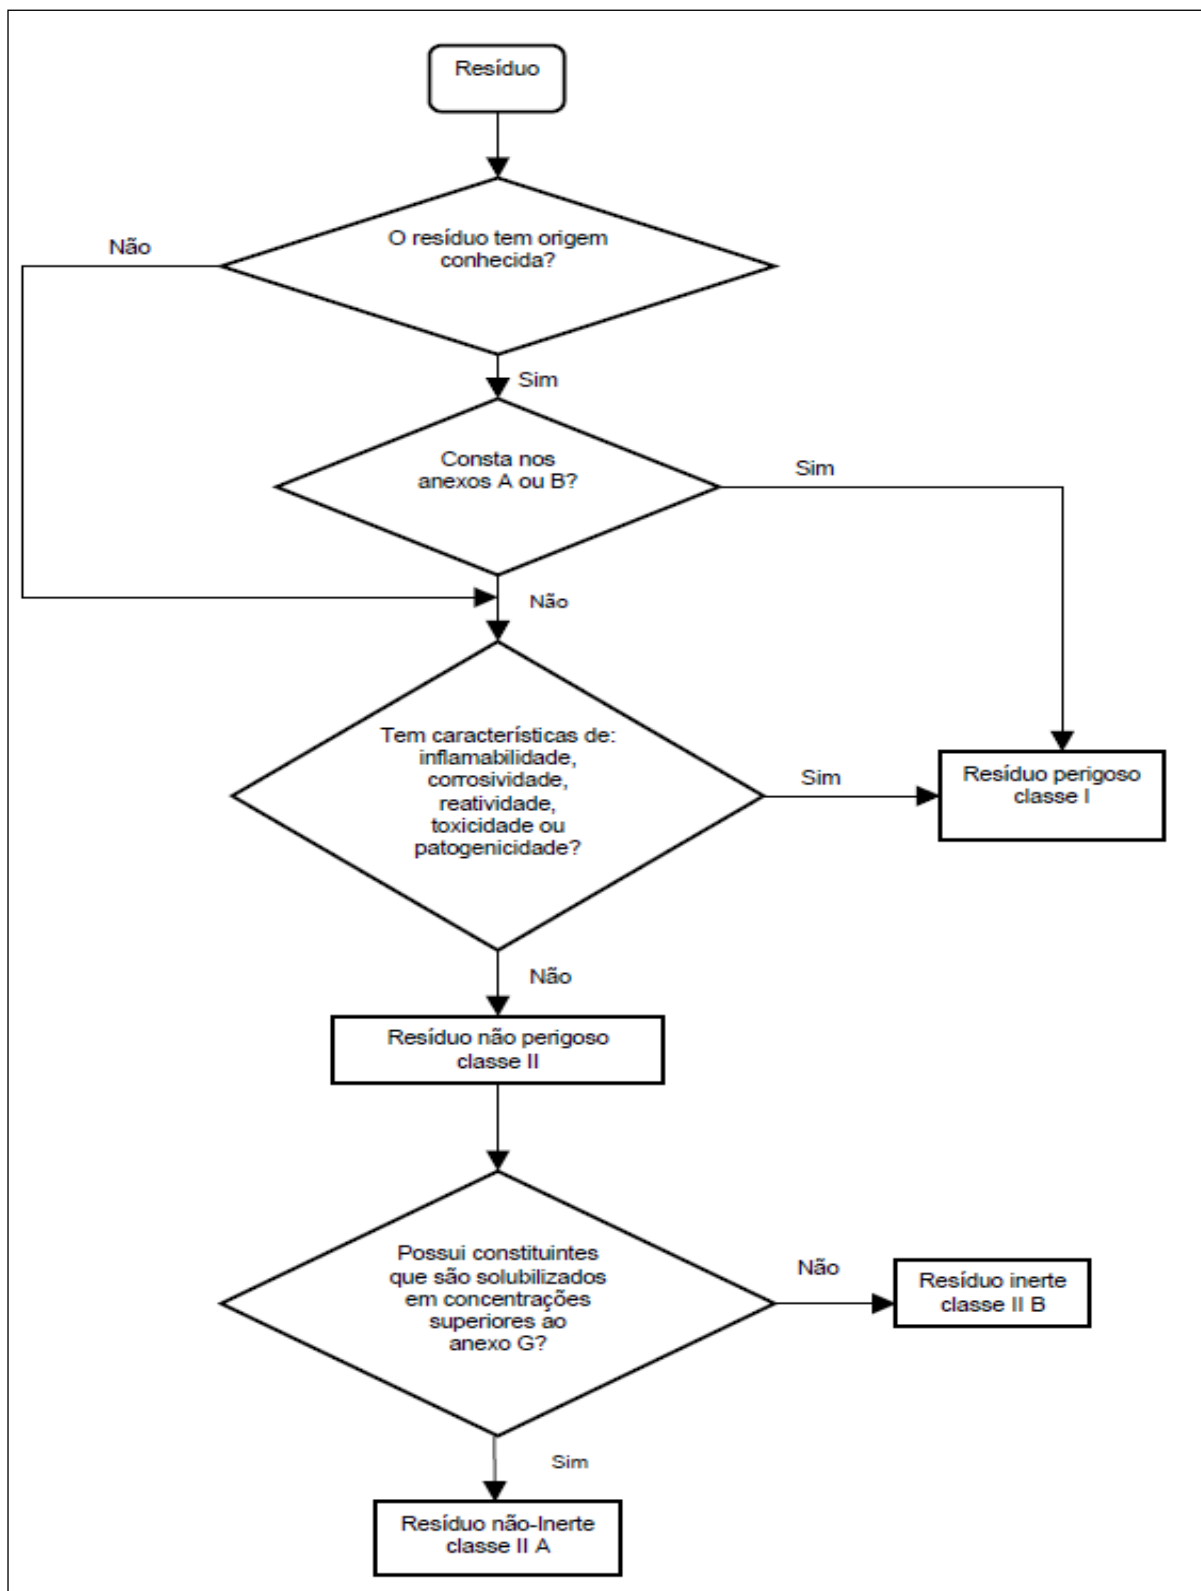 Resíduo
O resíduo tem origem
conhecida?
Não
Sim
Consta nos
anexos A ou B?
Sim
Não
Tem características de:
inflamabilidade,
corrosividade,
reatividade,
toxicidade ou
patogenicidade?
Sim
Resíduo perigoso
classe I
Não
Resíduo não perigoso
classe II
Possui constituintes
que são solubilizados
em concentrações
superiores ao
anexo G?
Não
Resíduo inerte
classe II B
Sim
Resíduo não-Inerte
classe II A